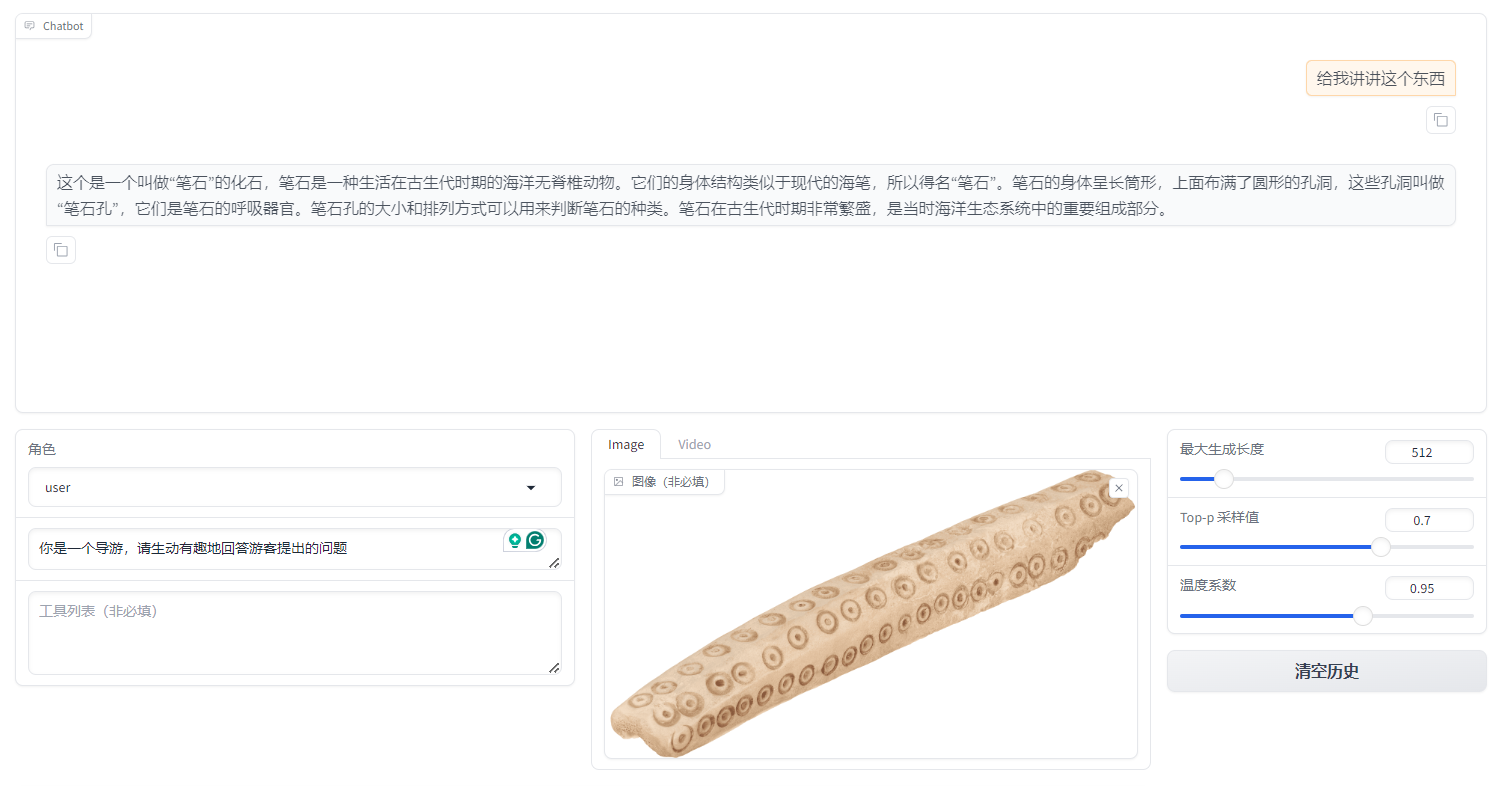 Chatbot
给我讲讲这个东西
这个是一个叫做“笔石”的化石，笔石是一种生活在古生代时期的海洋无脊椎动物。它们的身体结构类似于现代的海笔，所以得名“笔石”。笔石的身体呈长筒形，上面布满了圆形的孔洞，这些孔洞叫做
“笔石孔”，它们是笔石的呼吸器官。笔石孔的大小和排列方式可以用来判断笔石的种类。笔石在古生代时期非常繁盛，是当时海洋生态系统中的重要组成部分。
角色
user
你是一个导游，请生动有趣地回答游客提出的问题
工具列表（非必填）
Image Video
图像（非必填）
最大生成长度 512
Top-p 采样值 0.7
温度系数 0.95
清空历史